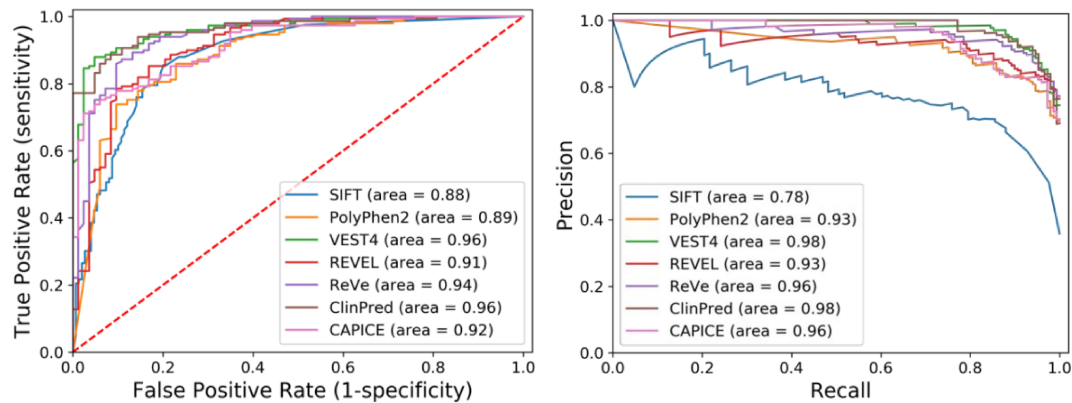 1.0
0.8
0.6
0.4
0.2
0.0
True Positive Rate (sensitivity)
SIFT (area = 0.88)
PolyPhen2 (area = 0.89)
VEST4 (area = 0.96)
REVEL (area = 0.91)
ReVe (area = 0.94)
ClinPred (area = 0.96)
CAPICE (area = 0.92)
0.0 0.2 0.4 0.6 0.8 1.0
False Positive Rate (1-specificity)
1.0
0.8
0.6
0.4
0.2
0.0
Precision
SIFT (area = 0.78)
PolyPhen2 (area = 0.93)
VEST4 (area = 0.98)
REVEL (area = 0.93)
ReVe (area = 0.96)
ClinPred (area = 0.98)
CAPICE (area = 0.96)
0.0 0.2 0.4 0.6 0.8 1.0
Recall